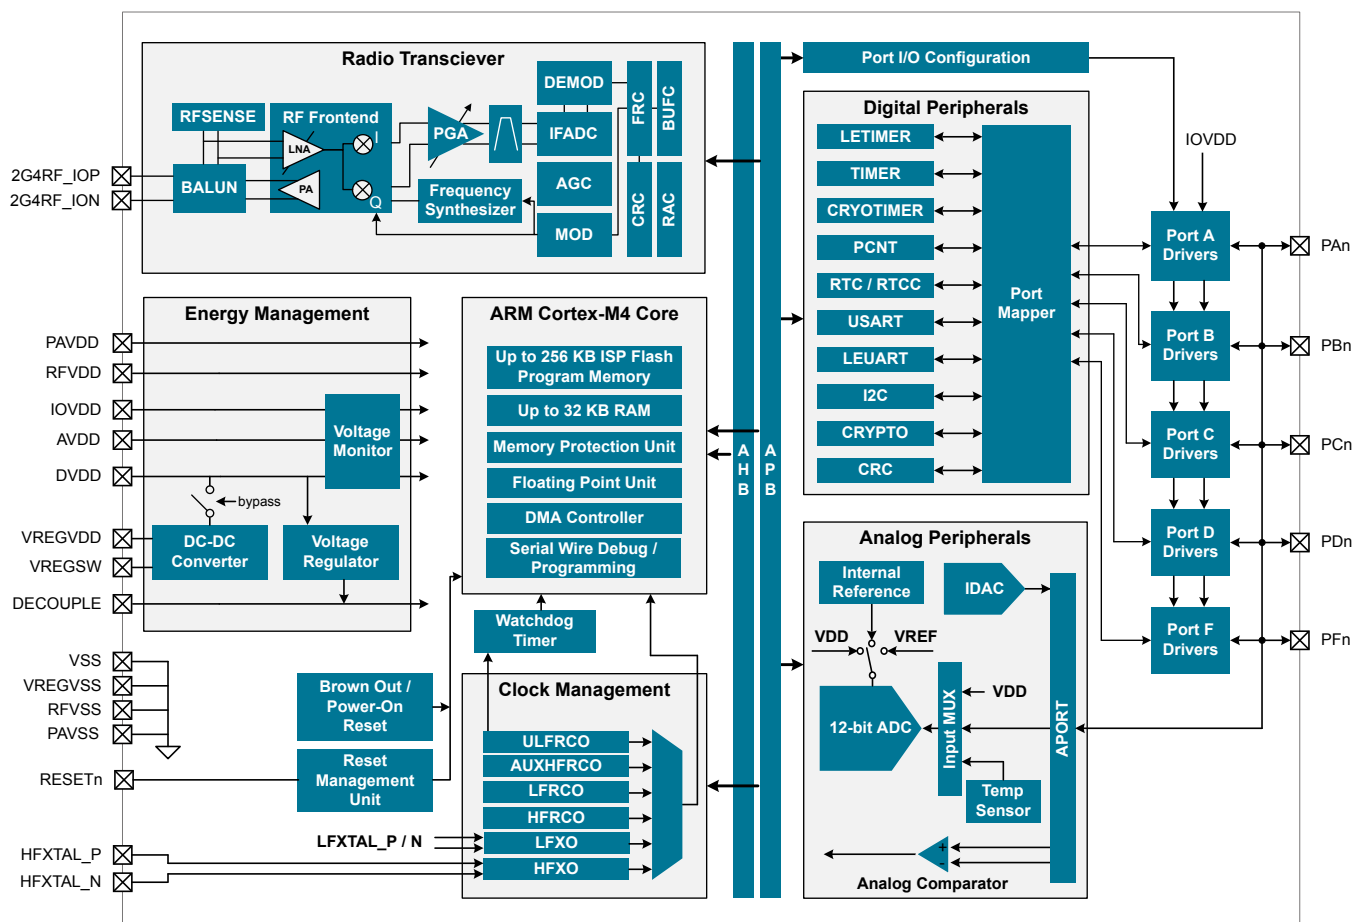 Radio Transciever
RFSENSE
RF Frontend
LNA
I
PGA
DEMOD
IFADC
FRC
BUFC
2G4RF_IOP
2G4RF_ION
BALUN
PA
Q
Frequency
Synthesizer
AGC
MOD
CRC
RAC
Energy Management
PAVDD
RFVDD
IOVDD
AVDD
DVDD
Voltage
Monitor
bypass
VREGVDD
VREGSW
DC-DC
Converter
Voltage
Regulator
DECOUPLE
VSS
VREGVSS
RFVSS
PAVSS
RESETn
HFXTAL_P
HFXTAL_N
Brown Out /
Power-On
Reset
Reset
Management
Unit
LFXTAL_P / N
ARM Cortex-M4 Core
Up to 256 KB ISP Flash
Program Memory
Up to 32 KB RAM
Memory Protection Unit
Floating Point Unit
DMA Controller
Serial Wire Debug /
Programming
Watchdog
Timer
Clock Management
ULFRCO
AUXHFRCO
LFRCO
HFRCO
LFXO
HFXO
A
H
B
A
P
B
Port I/O Configuration
Digital Peripherals
LETIMER
TIMER
CRYOTIMER
PCNT
RTC / RTCC
USART
LEUART
I2C
CRYPTO
CRC
Port
Mapper
IOVDD
Port A
Drivers
Port B
Drivers
Port C
Drivers
Port D
Drivers
Port F
Drivers
PAn
PBn
PCn
PDn
PFn
Analog Peripherals
Internal
Reference
IDAC
VDD
VREF
12-bit ADC
Input MUX
VDD
APORT
Temp
Sensor
+
-
Analog Comparator